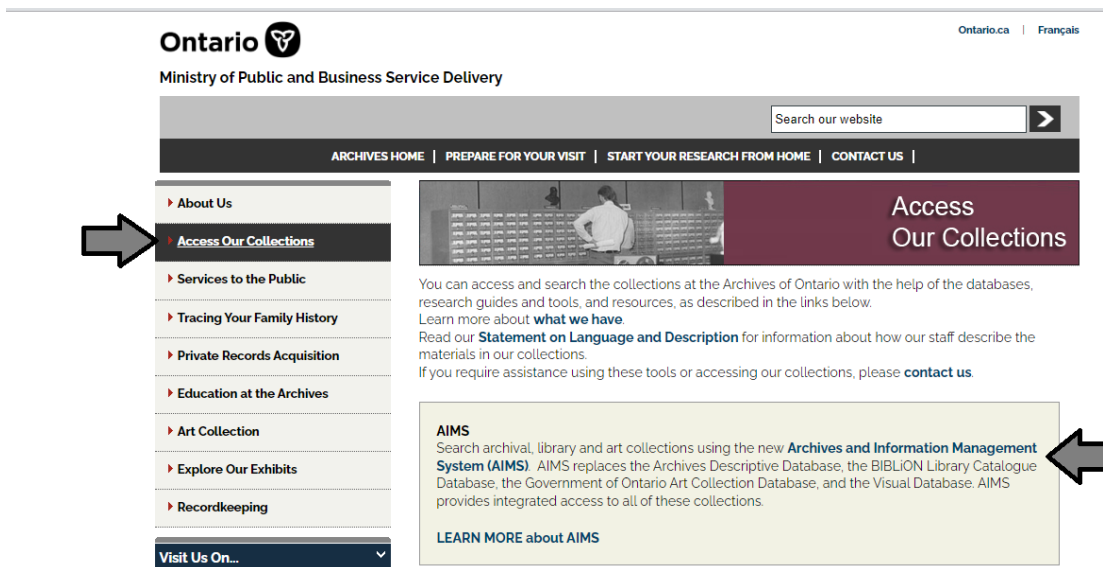 Ontario
Ontario.ca | Français
Ministry of Public and Business Service Delivery
Search our website
ARCHIVES HOME | PREPARE FOR YOUR VISIT | START YOUR RESEARCH FROM HOME | CONTACT US |
About Us
Access Our Collections
Services to the Public
Tracing Your Family History
Private Records Acquisition
Education at the Archives
Art Collection
Explore Our Exhibits
Recordkeeping
Visit Us On...
Access
Our Collections
You can access and search the collections at the Archives of Ontario with the help of the databases,
research guides and tools, and resources, as described in the links below.
Learn more about what we have.
Read our Statement on Language and Description for information about how our staff describe the
materials in our collections.
If you require assistance using these tools or accessing our collections, please contact us.
AIMS
Search archival, library and art collections using the new Archives and Information Management
System (AIMS). AIMS replaces the Archives Descriptive Database, the BIBLiON Library Catalogue
Database, the Government of Ontario Art Collection Database, and the Visual Database. AIMS
provides integrated access to all of these collections.
LEARN MORE about AIMS